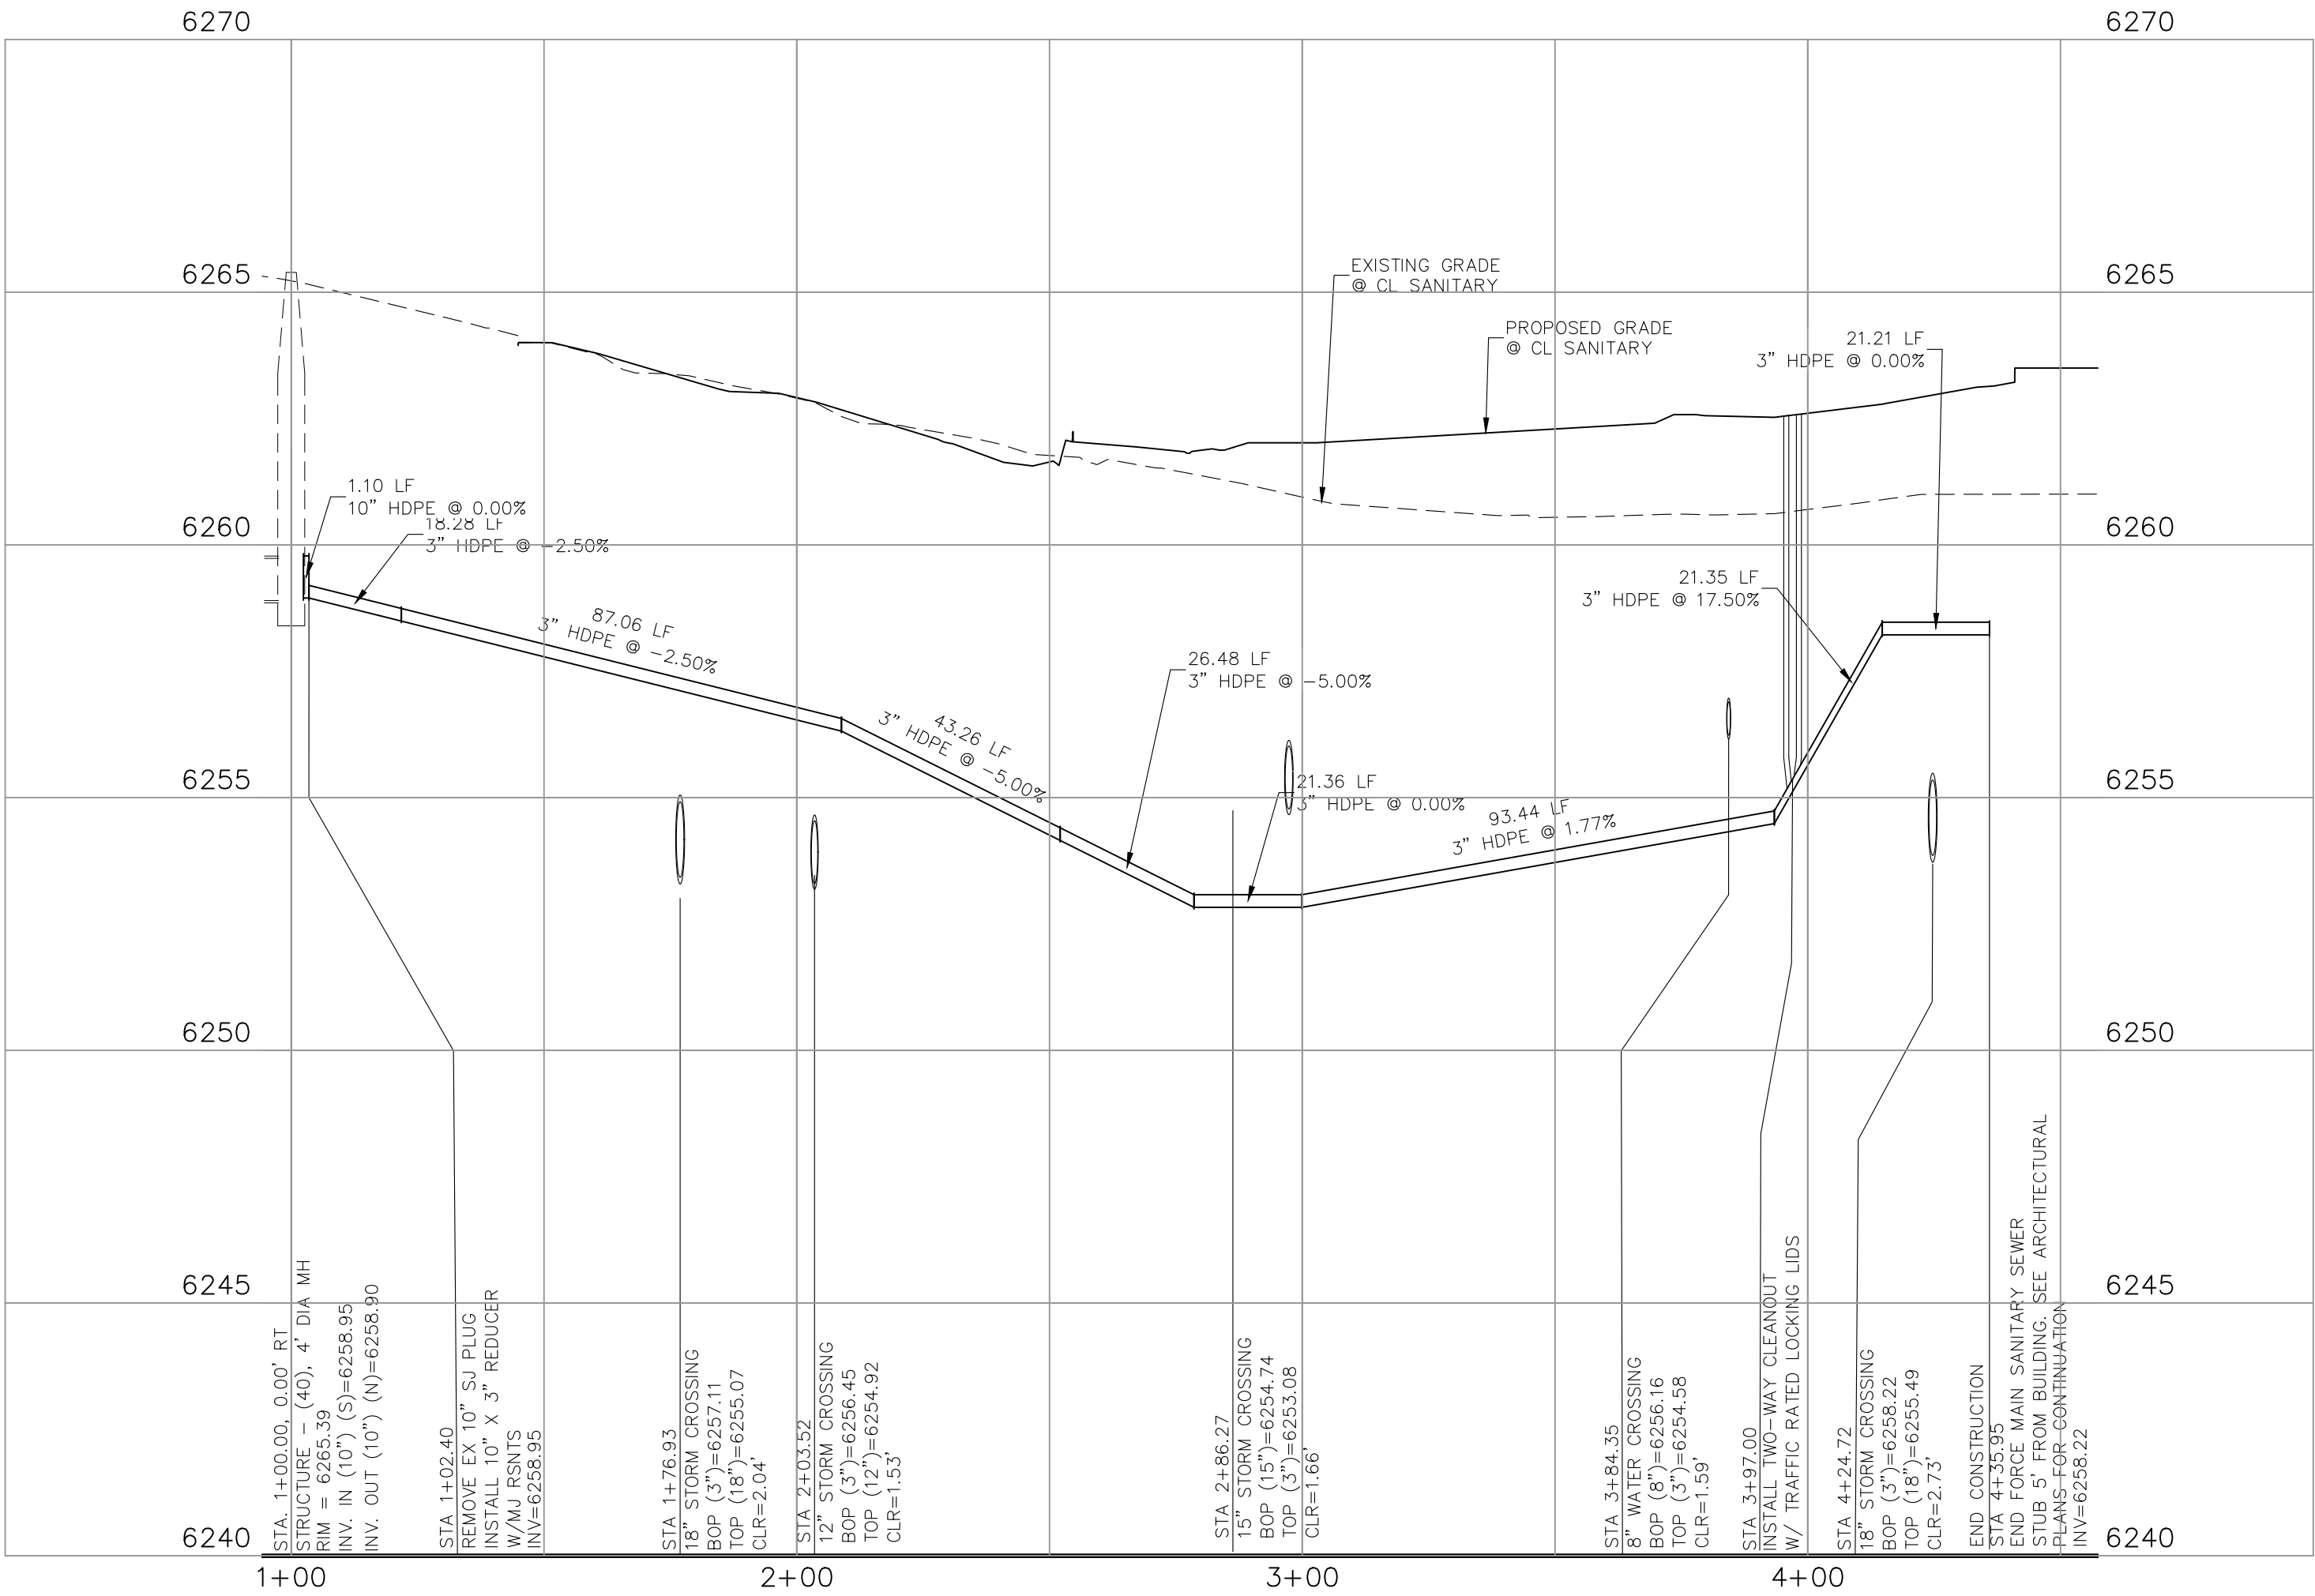 6270
6270
6265
6265
6260
6260
6255
6255
6250
6250
6245
6245
6240
6240
EXISTING GRADE
@ CL SANITARY
PROPOSED GRADE
@ CL SANITARY
21.21 LF
3" HDPE @ 0.00%
1.10 LF
10" HDPE @ 0.00%
18.28 LF
3" HDPE @ -2.50%
87.06 LF
3" HDPE @ -2.50%
43.26 LF
3" HDPE @ -5.00%
26.48 LF
3" HDPE @ -5.00%
21.36 LF
3" HDPE @ 0.00%
93.44 LF
3" HDPE @ 1.77%
21.35 LF
3" HDPE @ 17.50%
STA. 1+00.00, 0.00' RT
STRUCTURE - (40), 4' DIA MH
RIM = 6265.39
INV. IN (10") (S)=6258.95
INV. OUT (10") (N)=6258.90
STA 1+02.40
REMOVE EX 10" SJ PLUG
INSTALL 10" X 3" REDUCER
W/MJ RSNTS
INV=6258.95
STA 1+76.93
18" STORM CROSSING
BOP (3")=6257.11
TOP (18")=6255.07
CLR=2.04'
STA 2+03.52
12" STORM CROSSING
BOP (3")=6256.45
TOP (12")=6254.92
CLR=1.53'
STA 2+86.27
15" STORM CROSSING
BOP (15")=6254.74
TOP (3")=6253.08
CLR=1.66'
STA 3+84.35
8" WATER CROSSING
BOP (8")=6256.16
TOP (3")=6254.58
CLR=1.59'
STA 3+97.00
INSTALL TWO-WAY CLEANOUT
W/ TRAFFIC RATED LOCKING LIDS
STA 4+24.72
18" STORM CROSSING
BOP (3")=6258.22
TOP (18")=6255.49
CLR=2.73'
END CONSTRUCTION
STA 4+35.95
END FORCE MAIN SANITARY SEWER
STUB 5' FROM BUILDING. SEE ARCHITECTURAL
PLANS FOR CONTINUATION
INV=6258.22
1+00
2+00
3+00
4+00